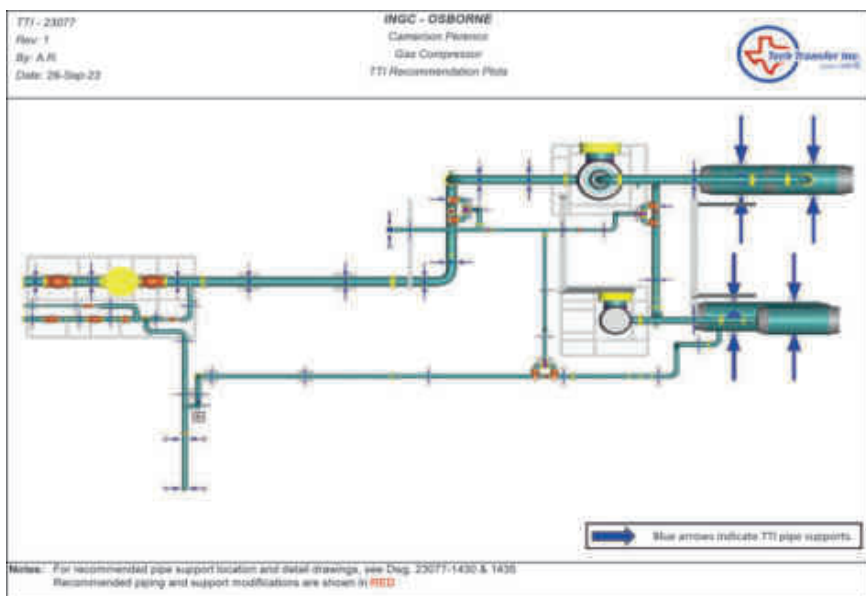 TTI - 23077
Rev: 1
By: A.R.
Date: 26-Sep-23
INGC - OSBORNE
Cameroon Perenco
Gas Compressor
TTI Recommendation Plots
Tech Transfer Inc.
Blue arrows indicate TTI pipe supports.
Notes: For recommended pipe support location and detail drawings, see Dwg. 23077-1430 & 1435
Recommended piping and support modifications are shown in RED